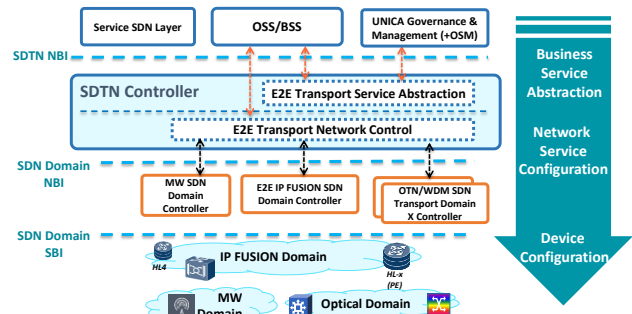 Service SDN Layer
OSS/BSS
UNICA Governance &
Management (+OSM)
SDTN NBI
SDTN Controller
E2E Transport Service Abstraction
E2E Transport Network Control
SDN Domain
NBI
MW SDN
Domain
Controller
E2E IP FUSION SDN
Domain Controller
OTN/WDM SDN
Transport Domain
X Controller
SDN Domain
SBI
HL4
IP FUSION Domain
HL-x
(PE)
MW
Domain
Optical Domain
Business
Service
Abstraction
Network
Service
Configuration
Device
Configuration